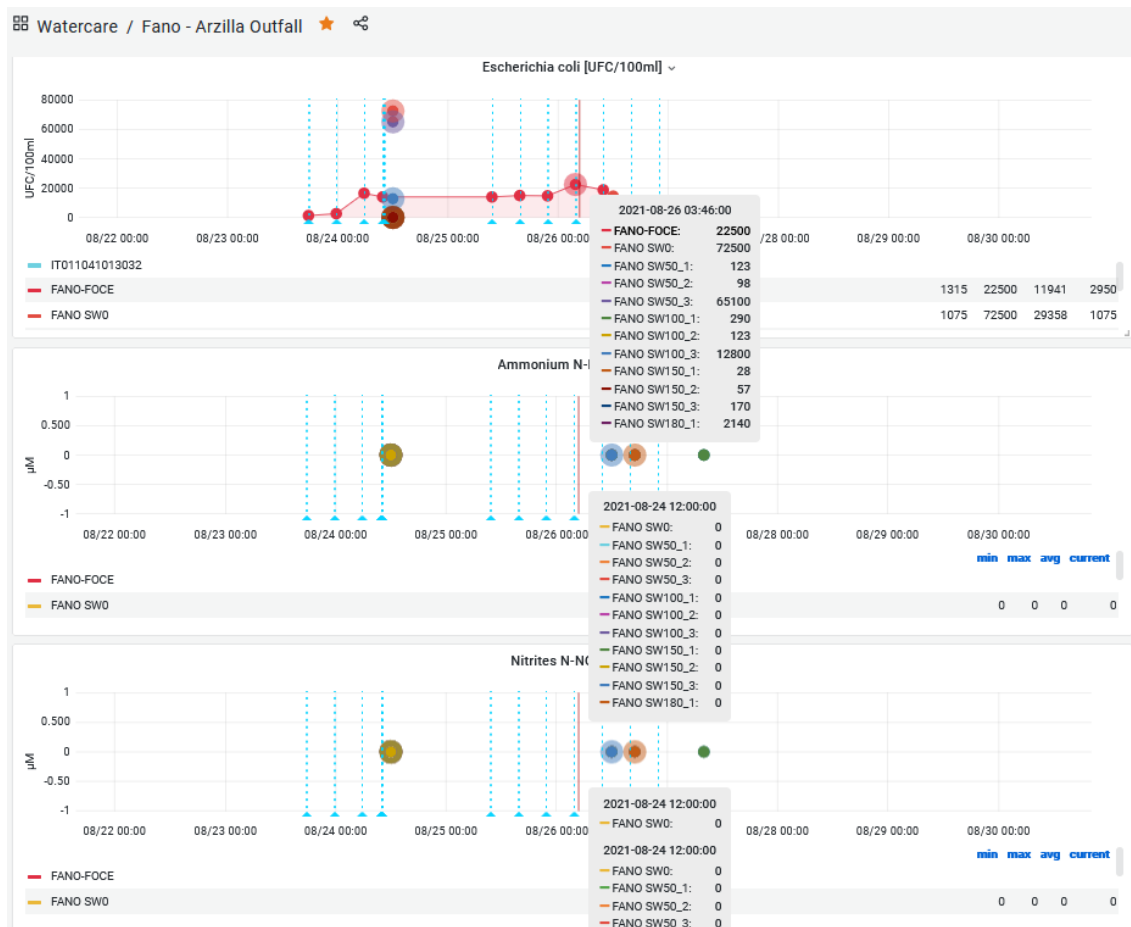 Watercare / Fano - Arzilla Outfall
Escherichia coli [UFC/100ml]
80000
60000
40000
20000
0
UFC/100ml
08/22 00:00 08/23 00:00 08/24 00:00 08/25 00:00 08/26 00:00 /28 00:00 08/29 00:00 08/30 00:00
2021-08-26 03:46:00
FANO-FOCE: 22500
FANO SW0: 72500
FANO SW50_1: 123
FANO SW50_2: 98
FANO SW50_3: 65100
FANO SW100_1: 290
FANO SW100_2: 123
FANO SW100_3: 12800
FANO SW150_1: 28
FANO SW150_2: 57
FANO SW150_3: 170
FANO SW180_1: 2140
IT011041013032
FANO-FOCE 1315 22500 11941 2950
FANO SW0 1075 72500 29358 1075
Ammonium N-
1
0.500
0
-0.50
-1
µM
08/22 00:00 08/23 00:00 08/24 00:00 08/25 00:00 08/26 00:00 08/28 00:00 08/29 00:00 08/30 00:00
2021-08-24 12:00:00
FANO SW0: 0
FANO SW50_1: 0
FANO SW50_2: 0
FANO SW50_3: 0
FANO SW100_1: 0
FANO SW100_2: 0
FANO SW100_3: 0
FANO SW150_1: 0
FANO SW150_2: 0
FANO SW150_3: 0
FANO SW180_1: 0
min max avg current
FANO-FOCE
FANO SW0 0 0 0 0
Nitrites N-NO
1
0.500
0
-0.50
-1
µM
08/22 00:00 08/23 00:00 08/24 00:00 08/25 00:00 08/26 00:00 08/28 00:00 08/29 00:00 08/30 00:00
2021-08-24 12:00:00
FANO SW0: 0
2021-08-24 12:00:00
FANO SW0: 0
FANO SW50_1: 0
FANO SW50_2: 0
FANO SW50_3: 0
min max avg current
FANO-FOCE
FANO SW0 0 0 0 0